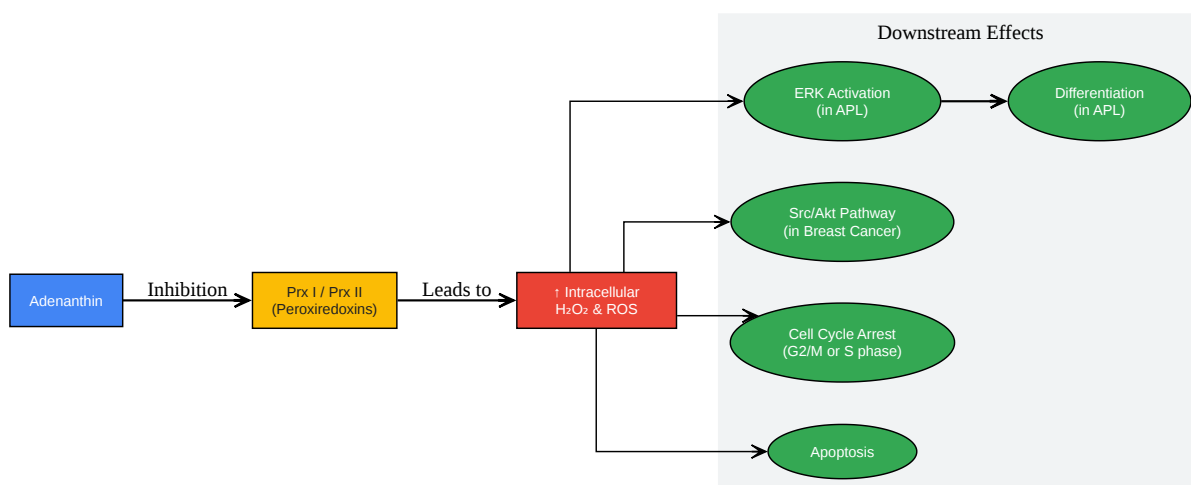 Downstream Effects
ERK Activation
(in APL)
Differentiation
(in APL)
Src/Akt Pathway
(in Breast Cancer)
Adenanthin
Inhibition
Prx I / Prx II
(Peroxiredoxins)
Leads to
↑ Intracellular
H₂O₂ & ROS
Cell Cycle Arrest
(G2/M or S phase)
Apoptosis